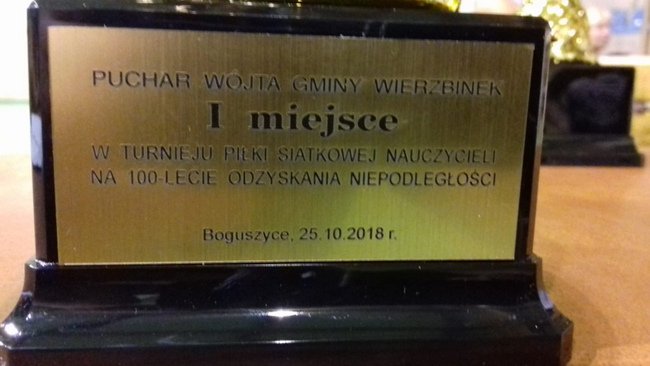 PUCHAR WÓJTA GMINY WIERZBINEK
I miejsce
W TURNIEJU PIŁKI SIATKOWEJ NAUCZYCIELI
NA 100-LECIE ODZYSKANIA NIEPODLEGŁOŚCI
Boguszyce, 25.10.2018 r.